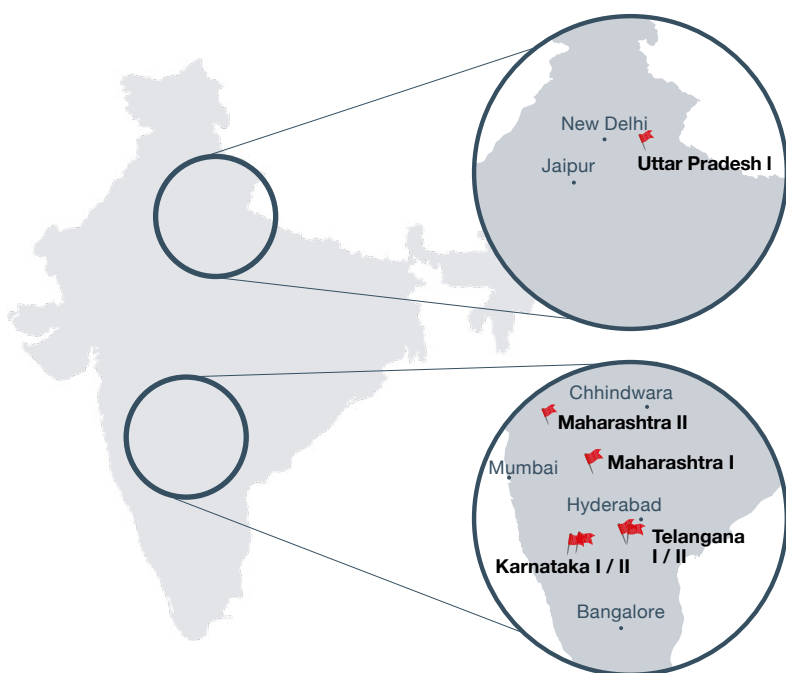 New Delhi
Uttar Pradesh I
Jaipur
Chhindwara
Maharashtra II
Maharashtra I
Mumbai
Hyderabad
Telangana
I / II
Karnataka I / II
Bangalore